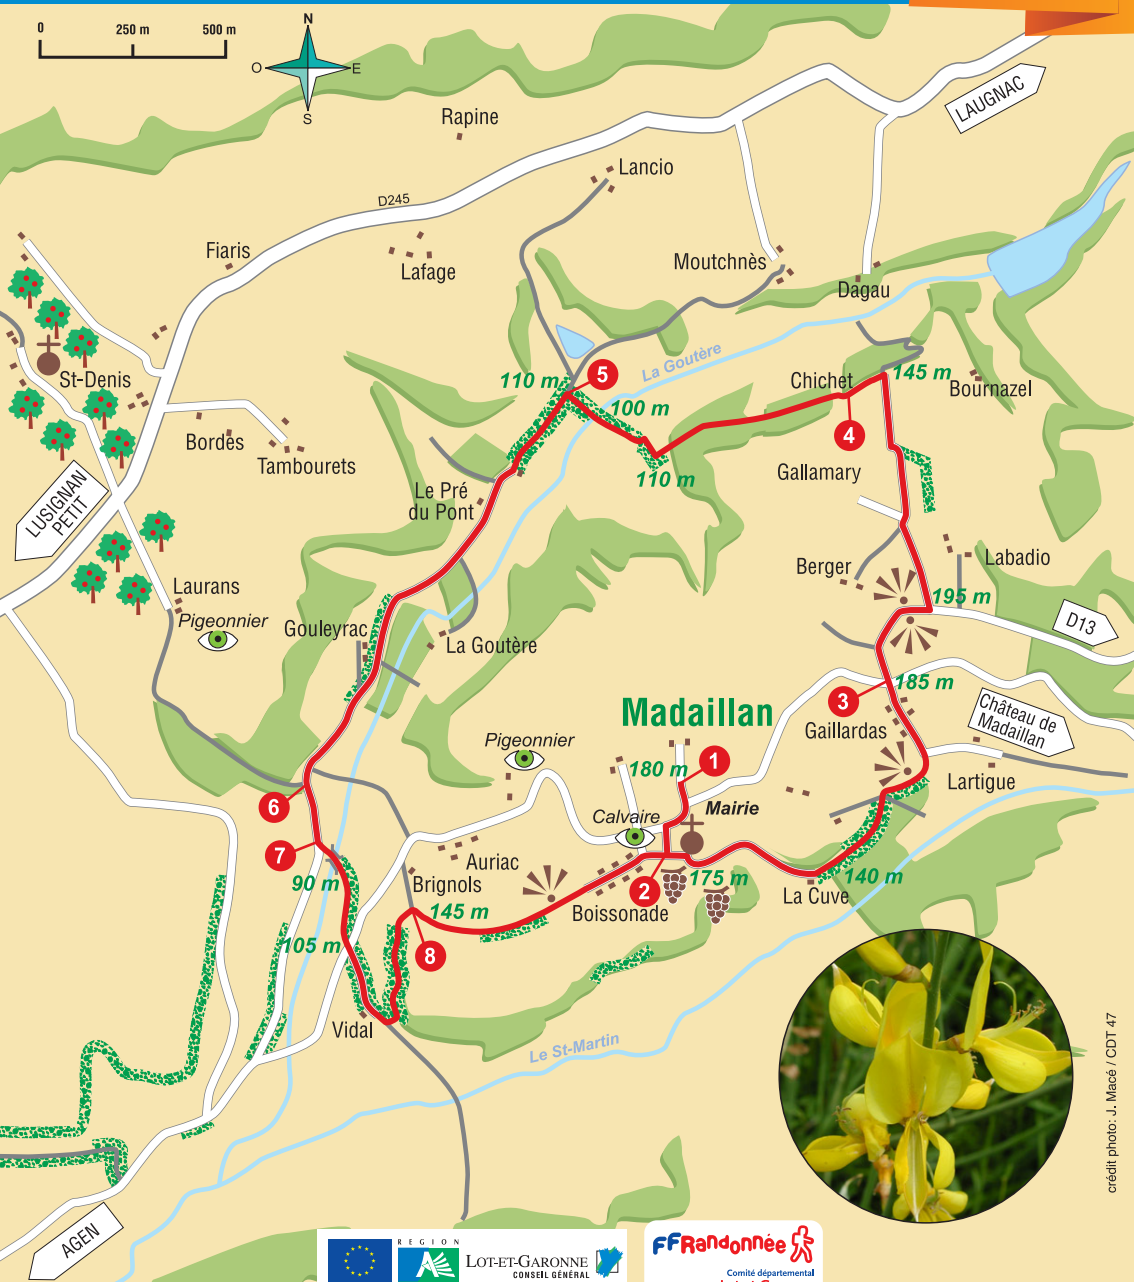 0
250 m
500 m
N
O
E
S
LAUGNAC
Rapine
Lancio
D245
Fiaris
Lafage
Moutchnès
Dagau
La Goutère
St-Denis
110 m
5
100 m
Chichet
145 m
Bournazel
4
Bordes
Tambourets
Gallamary
110 m
LUSIGNAN
PETIT
Le Pré
du Pont
Labadio
Berger
195 m
Laurans
Pigeonnier
Gouleyrac
La Goutère
D13
185 m
3
Gaillardas
Château de
Madaillan
Madaillan
Pigeonnier
180 m
1
Lartigue
6
Calvaire
Mairie
7
Auriac
90 m
Brignols
2
175 m
140 m
La Cuve
145 m
Boissonade
105 m
8
Vidal
Le St-Martin
AGEN
crédit photo: J. Macé / CDT 47
REGION
LOT-ET-GARONNE
CONSEIL GÉNÉRAL
FFRandonnée
Comité départemental